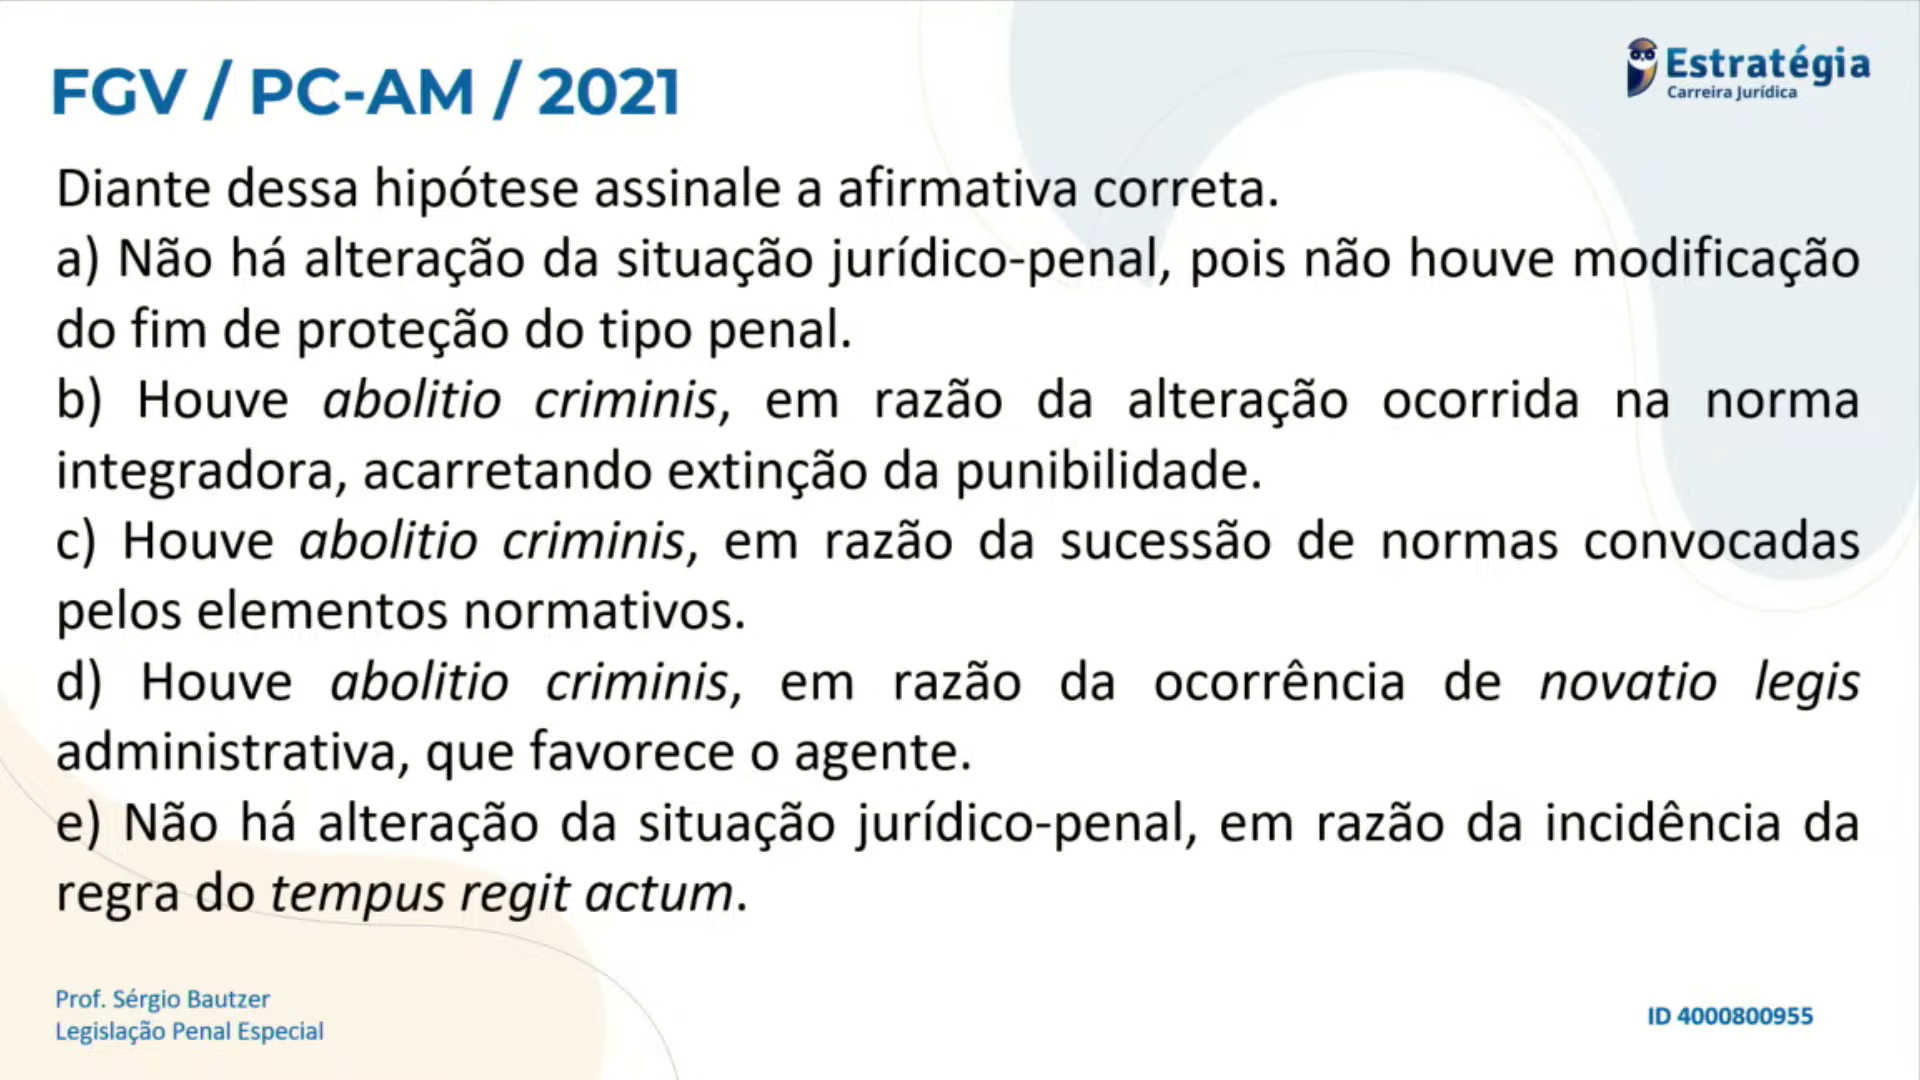 FGV / PC-AM / 2021
Estratégia
Carreira Jurídica
Diante dessa hipótese assinale a afirmativa correta.
a) Não há alteração da situação jurídico-penal, pois não houve modificação
do fim de proteção do tipo penal.
b) Houve abolitio criminis, em razão da alteração ocorrida na norma
integradora, acarretando extinção da punibilidade.
c) Houve abolitio criminis, em razão da sucessão de normas convocadas
pelos elementos normativos.
d) Houve abolitio criminis, em razão da ocorrência de novatio legis
administrativa, que favorece o agente.
e) Não há alteração da situação jurídico-penal, em razão da incidência da
regra do tempus regit actum.
Prof. Sérgio Bautzer
Legislação Penal Especial
ID 4000800955